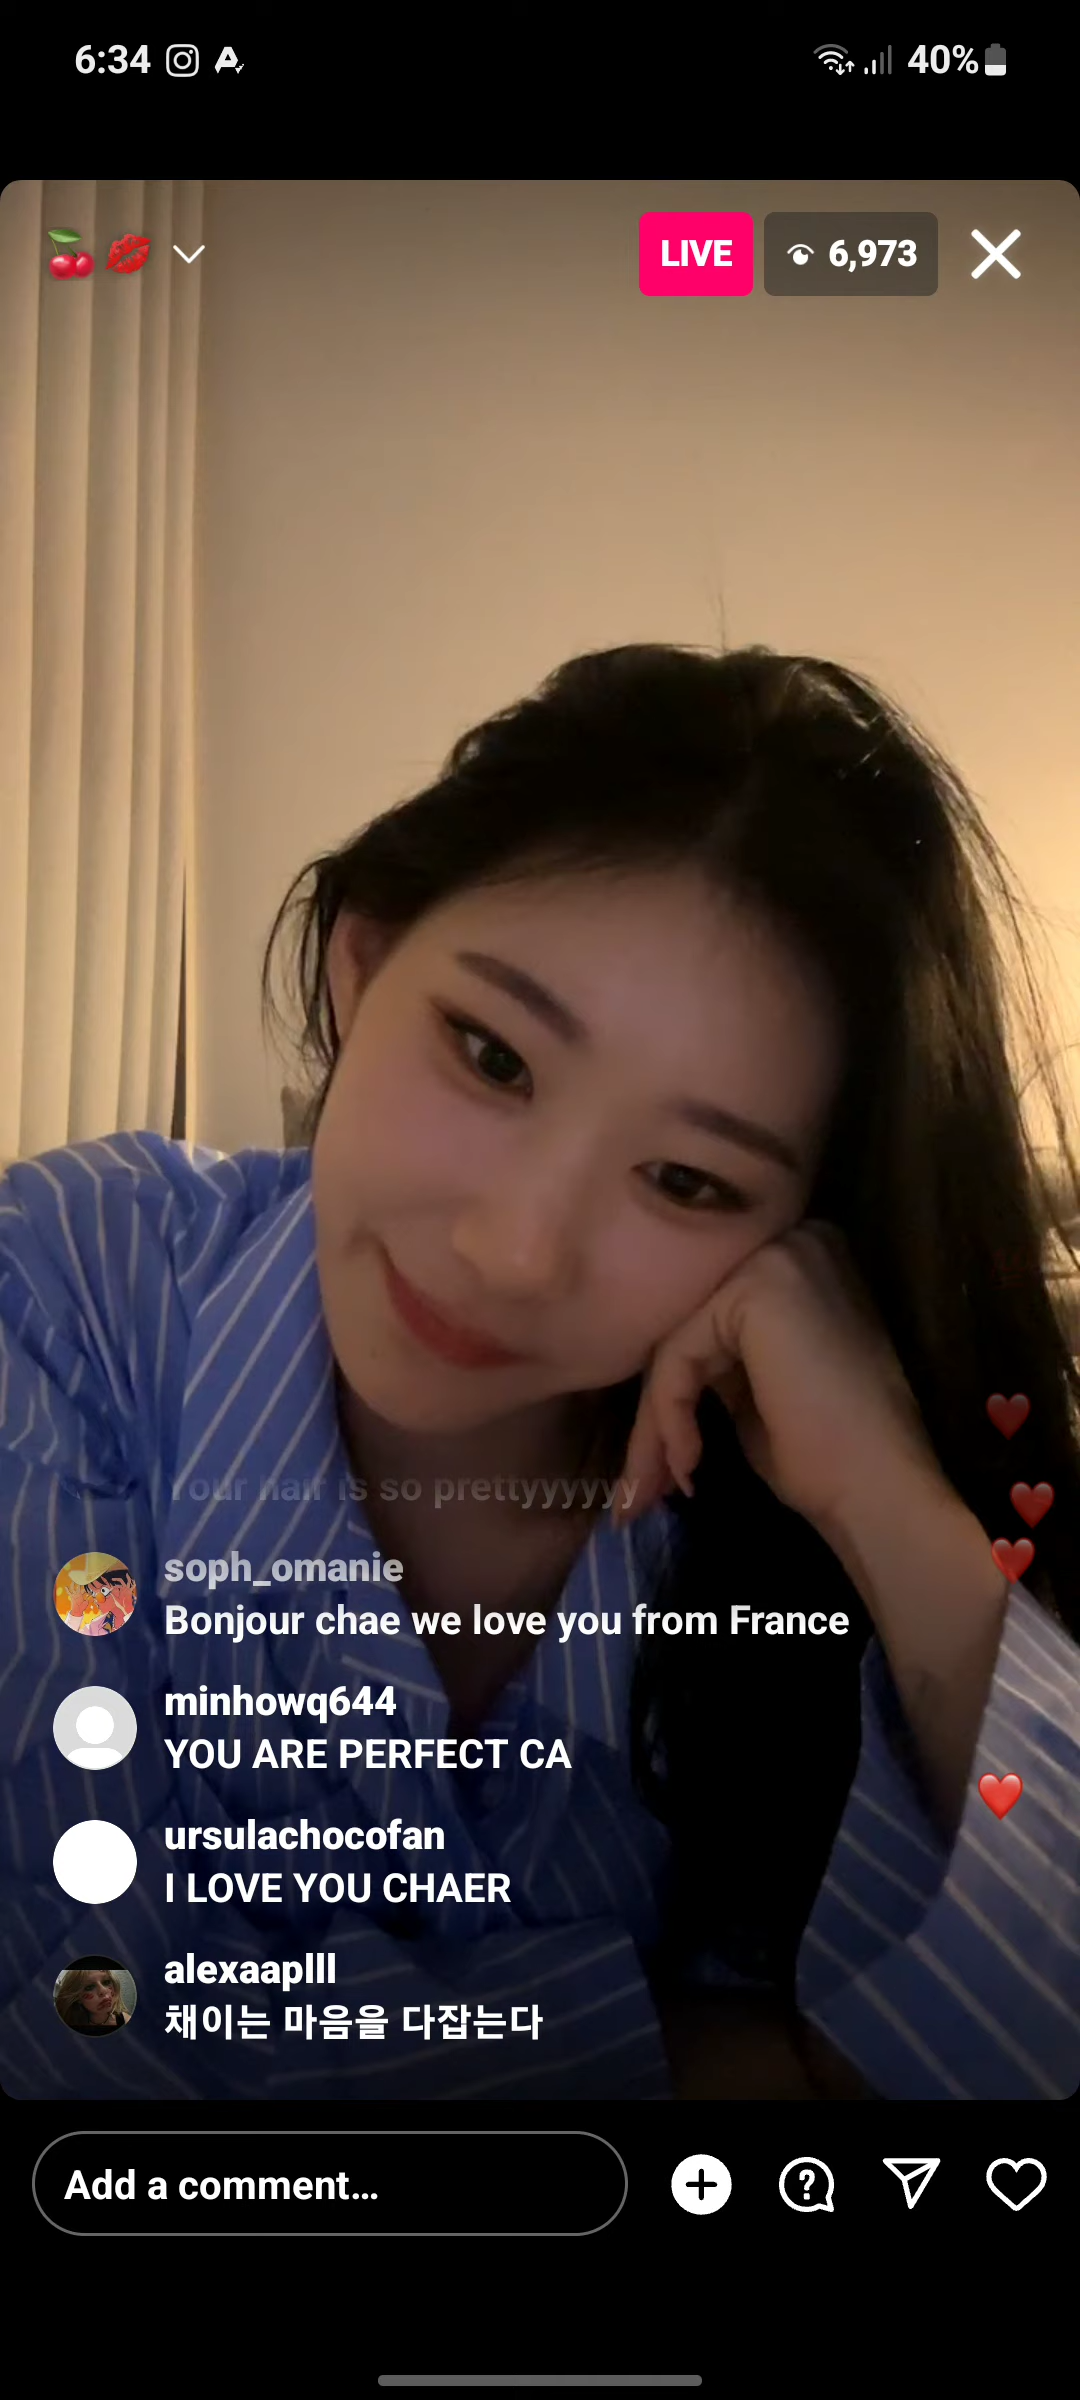 6:34
40%
LIVE
6,973
Your hair is so prettyyyyyy
soph_omanie
Bonjour chae we love you from France
minhowq644
YOU ARE PERFECT CA
ursulachocofan
I LOVE YOU CHAER
alexaaplll
채이는 마음을 다잡는다
Add a comment...